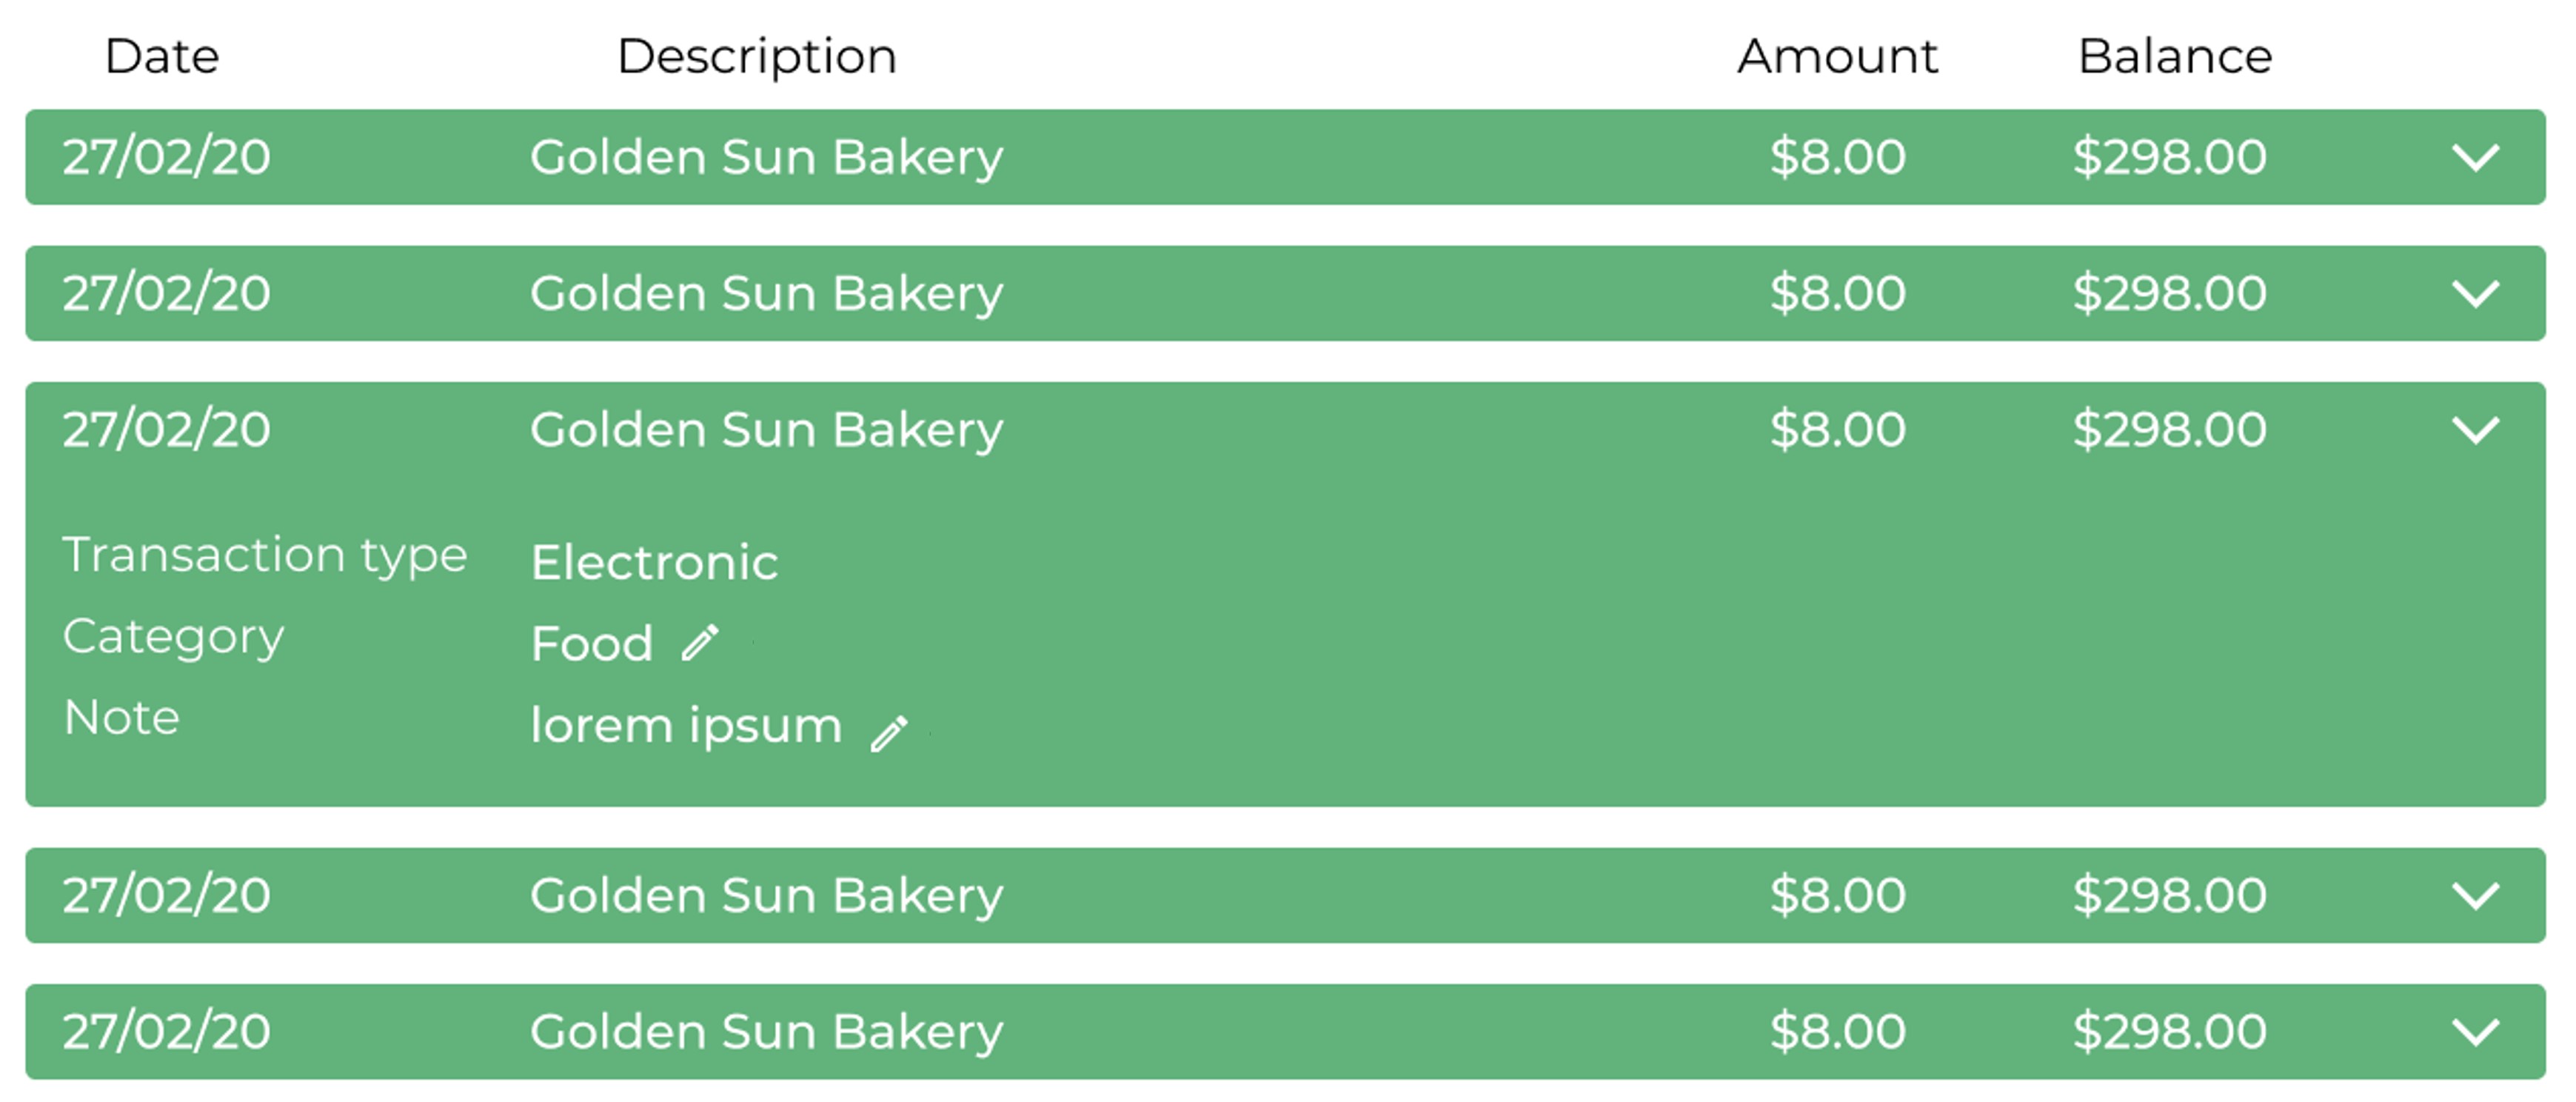 Date Description Amount Balance
27/02/20 Golden Sun Bakery $8.00 $298.00
27/02/20 Golden Sun Bakery $8.00 $298.00
27/02/20 Golden Sun Bakery $8.00 $298.00
Transaction type Electronic
Category Food
Note lorem ipsum
27/02/20 Golden Sun Bakery $8.00 $298.00
27/02/20 Golden Sun Bakery $8.00 $298.00